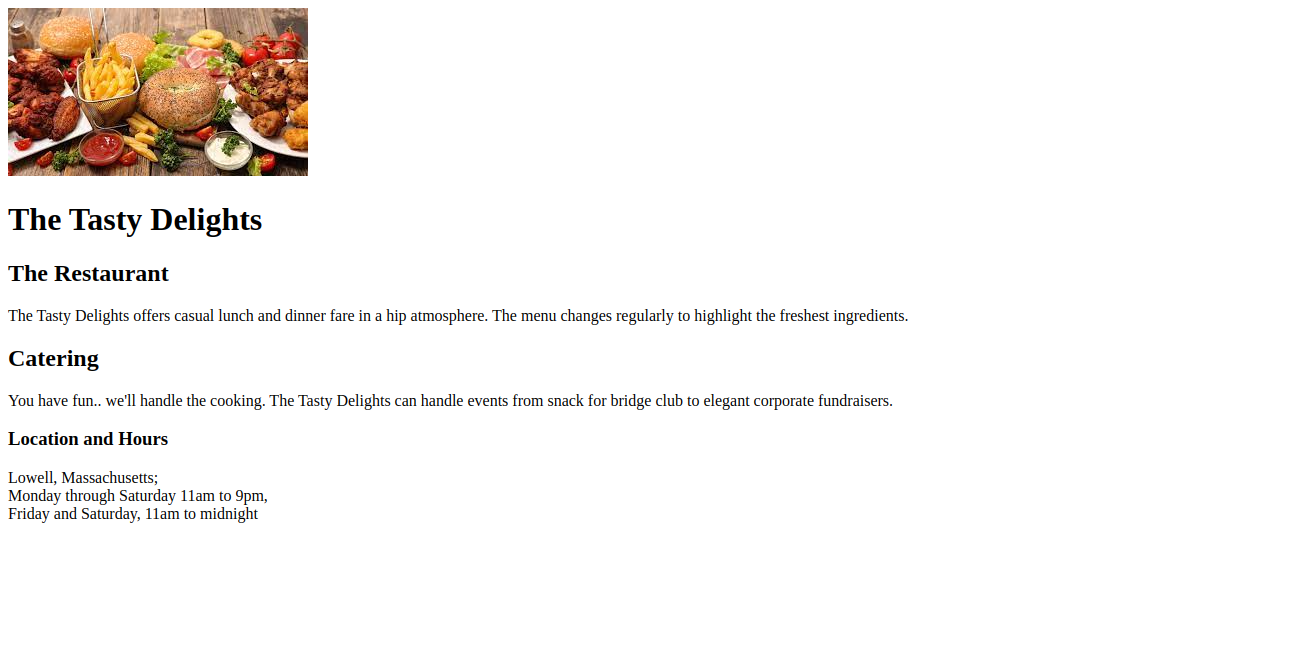 The Tasty Delights
The Restaurant
The Tasty Delights offers casual lunch and dinner fare in a hip atmosphere. The menu changes regularly to highlight the freshest ingredients.
Catering
You have fun.. we'll handle the cooking. The Tasty Delights can handle events from snack for bridge club to elegant corporate fundraisers.
Location and Hours
Lowell, Massachusetts;
Monday through Saturday 11am to 9pm,
Friday and Saturday, 11am to midnight